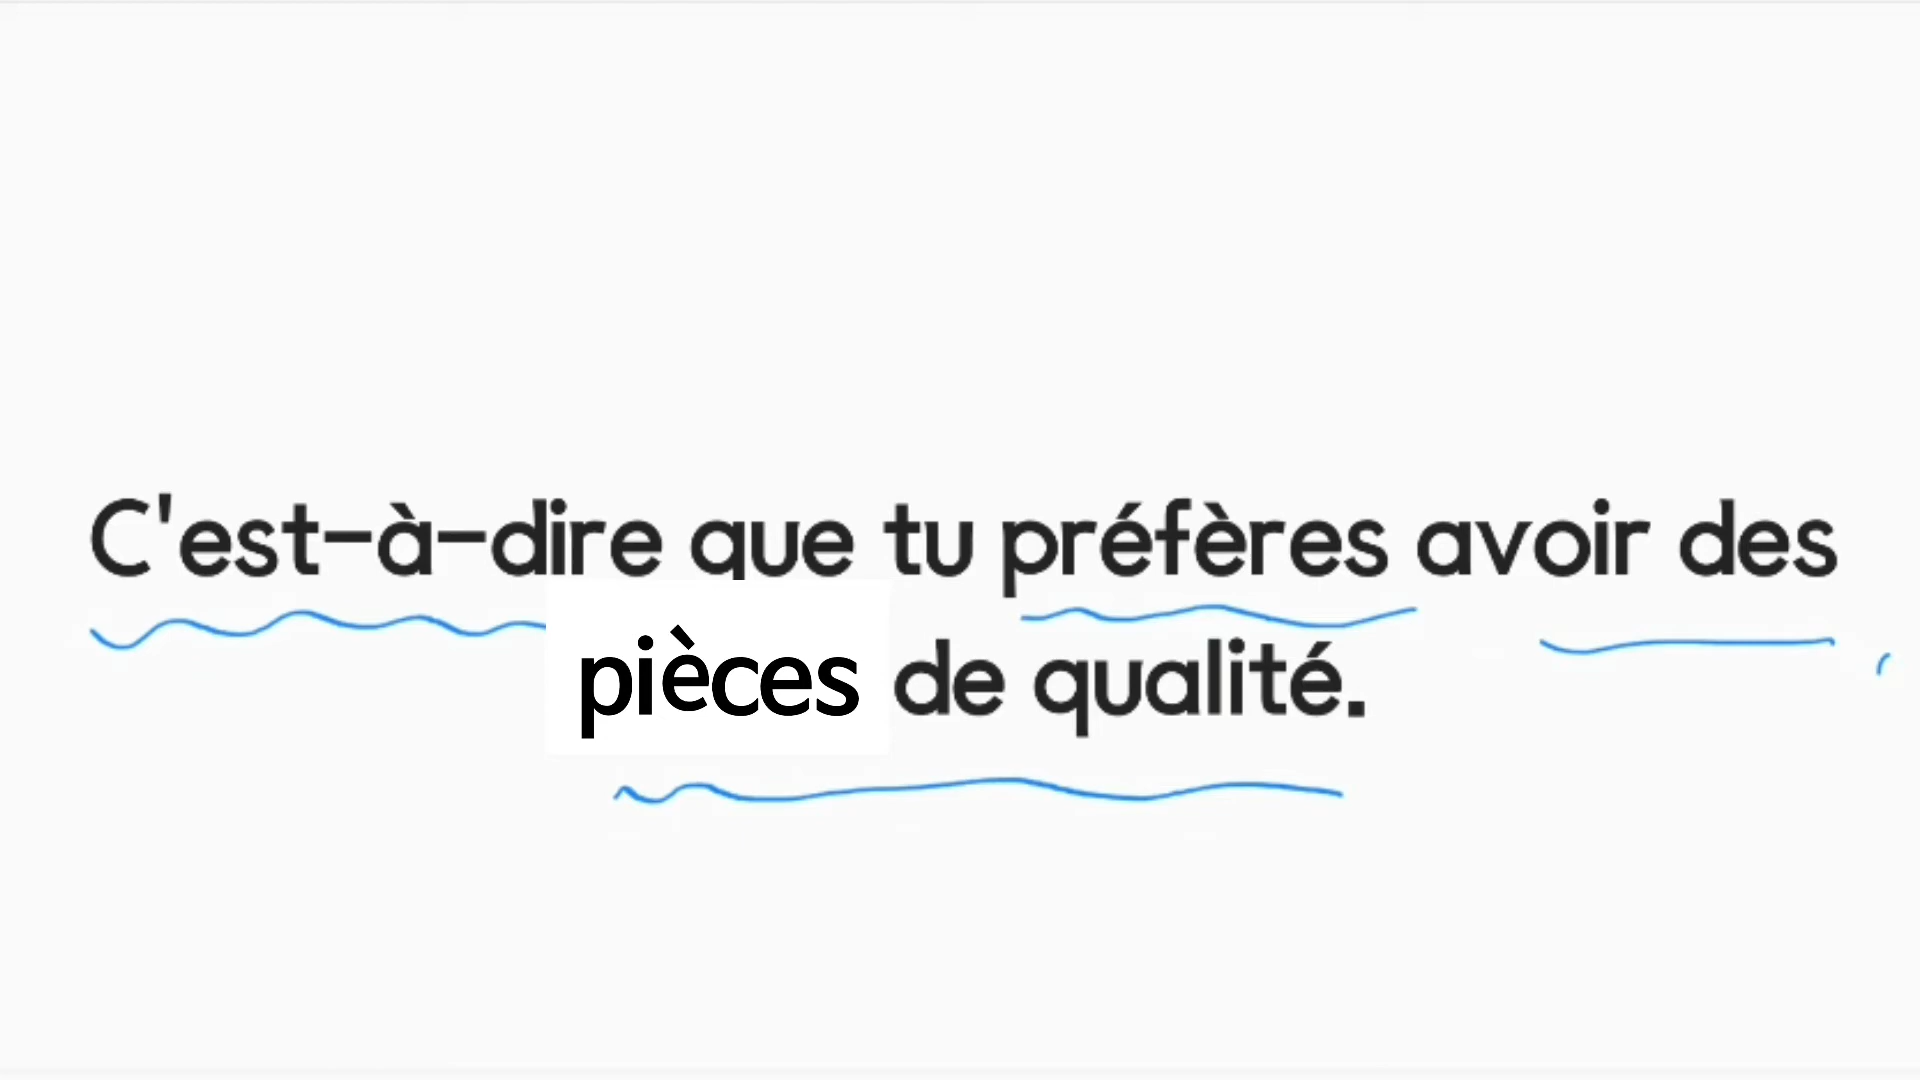 C'est-à-dire que tu préfères avoir des
pièces de qualité.